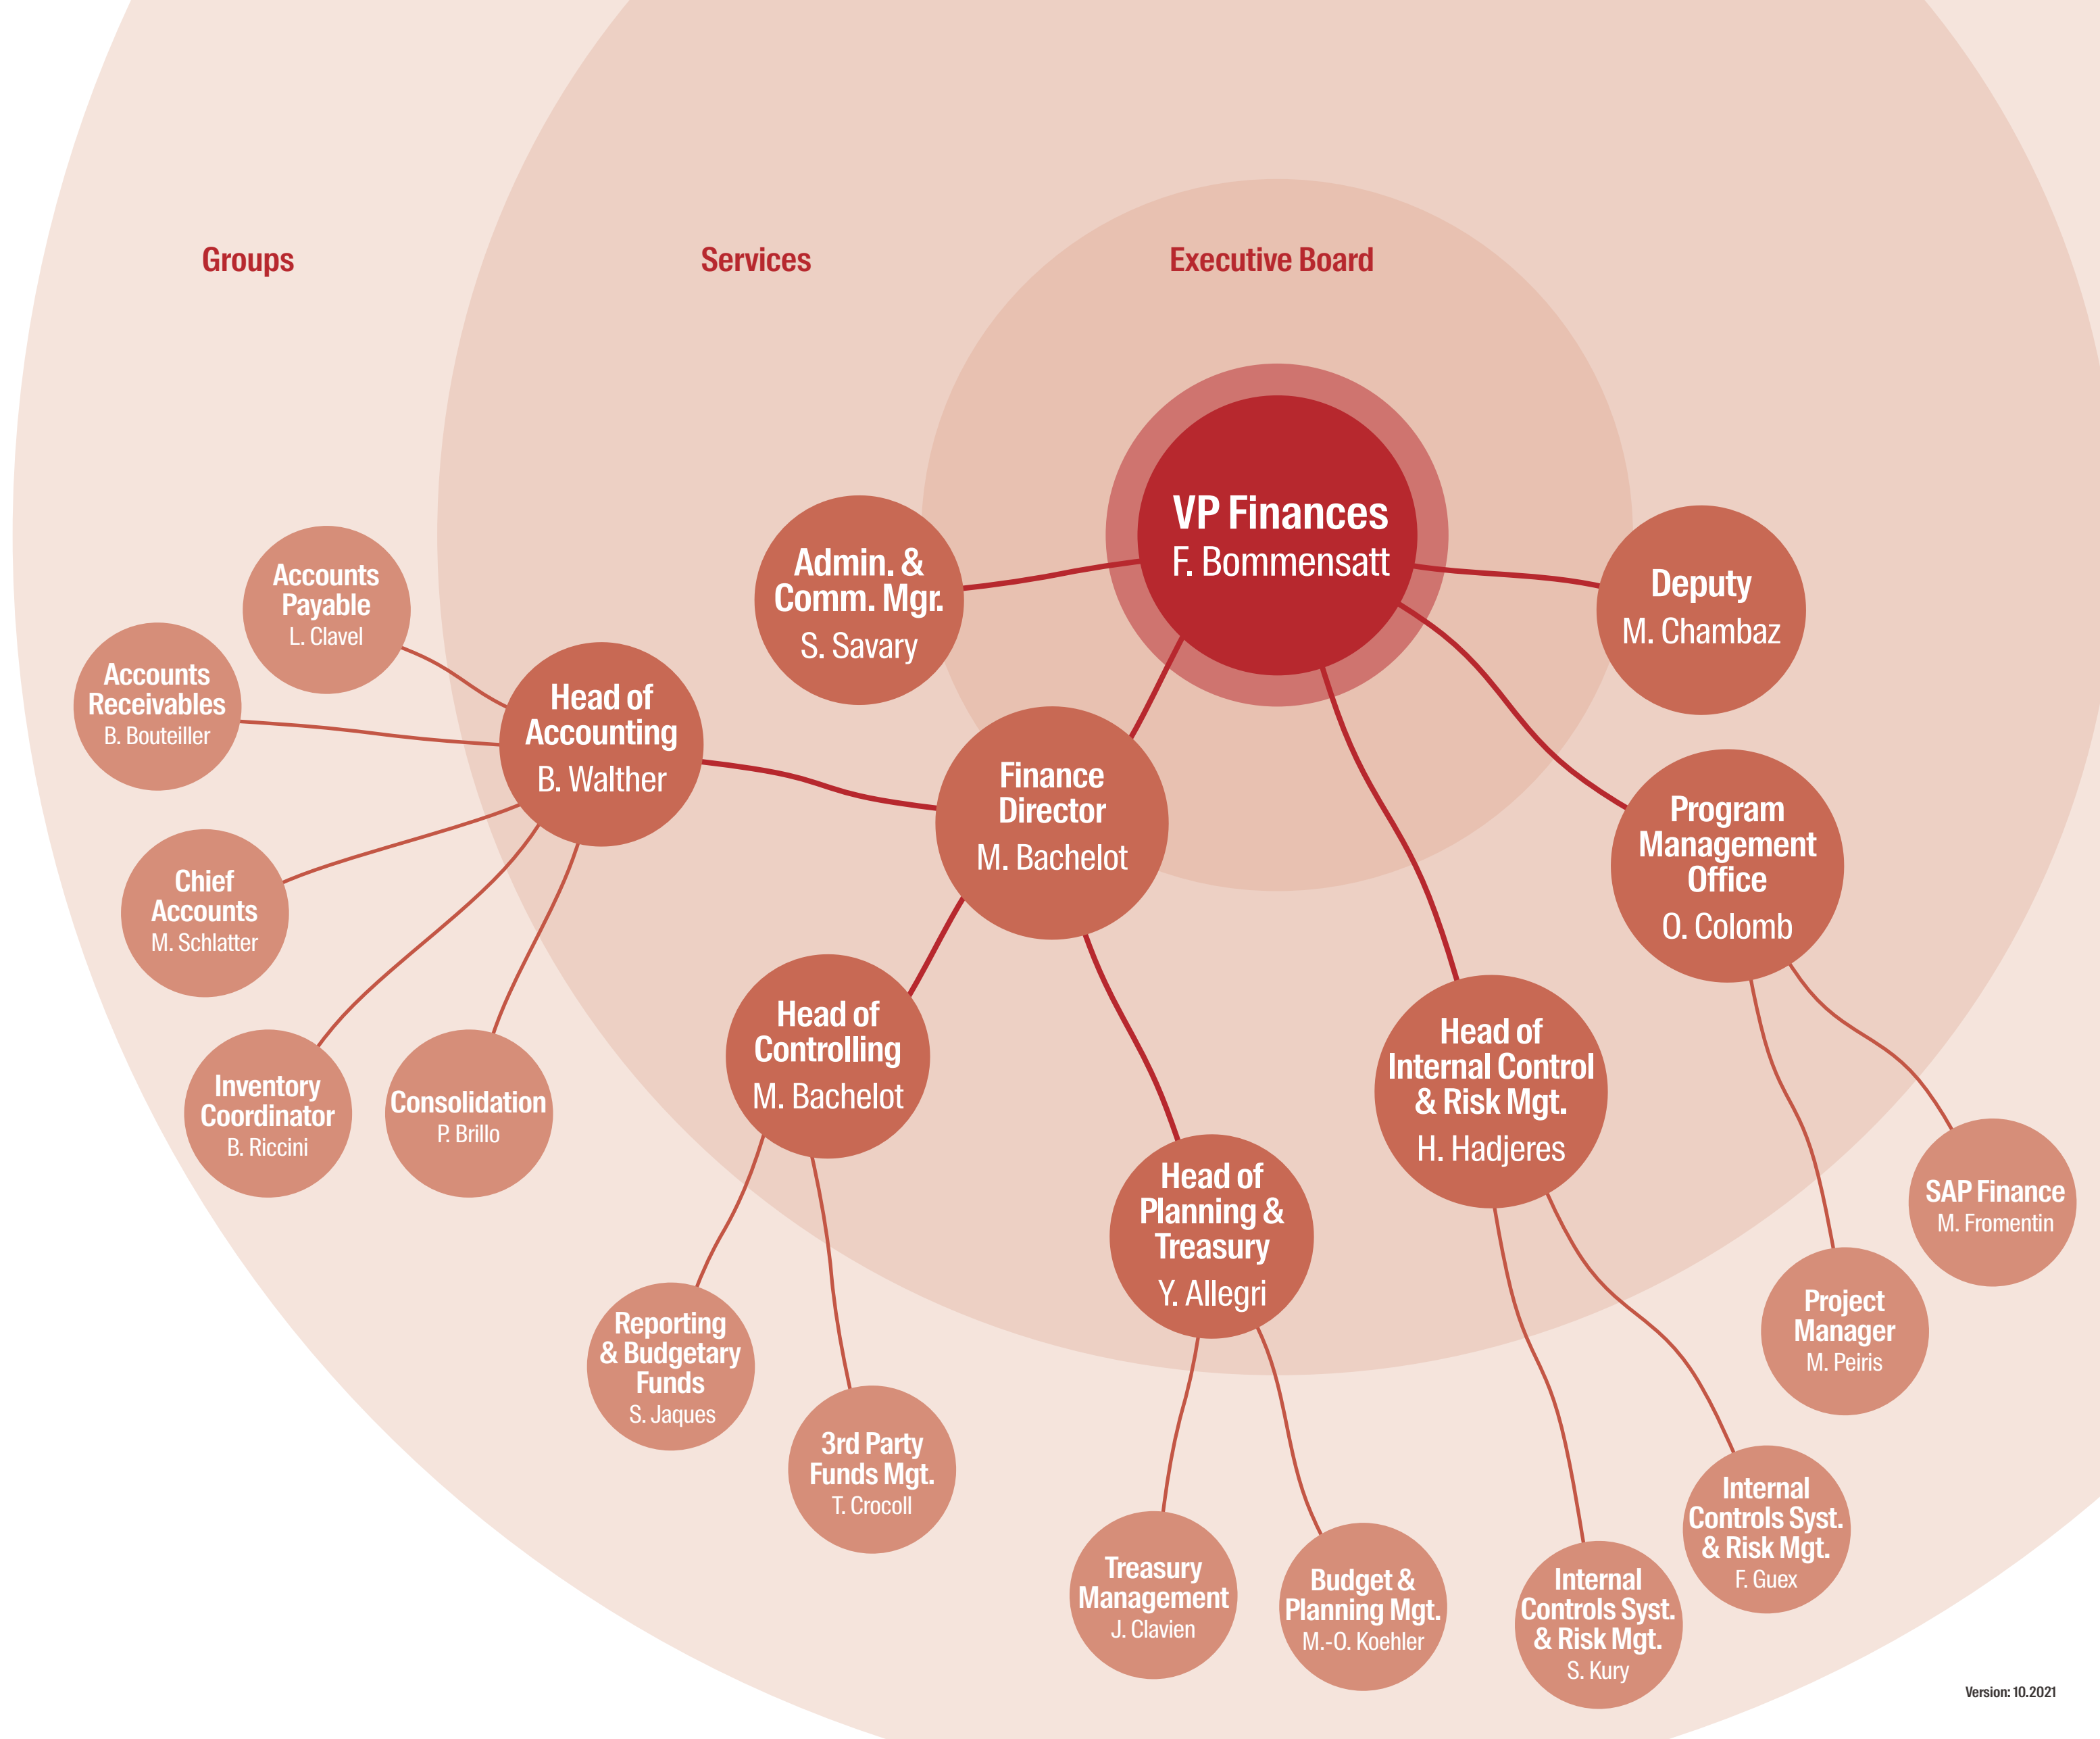 Groups
Services
Executive Board
VP Finances
F. Bommensatt
Admin. &
Comm. Mgr.
S. Savary
Deputy
M. Chambaz
Accounts
Payable
L. Clavel
Accounts
Receivables
B. Bouteiller
Head of
Accounting
B. Walther
Finance
Director
M. Bachelot
Program
Management
Office
O. Colomb
Chief
Accounts
M. Schlatter
Inventory
Coordinator
B. Riccini
Consolidation
P. Brillo
Head of
Controlling
M. Bachelot
Head of
Internal Control
& Risk Mgt.
H. Hadjeres
Head of
Planning &
Treasury
Y. Allegri
SAP Finance
M. Fromentin
Project
Manager
M. Peiris
Reporting
& Budgetary
Funds
S. Jaques
3rd Party
Funds Mgt.
T. Crocoll
Treasury
Management
J. Clavien
Budget &
Planning Mgt.
M.-O. Koehler
Internal
Controls Syst.
& Risk Mgt.
S. Kury
Internal
Controls Syst.
& Risk Mgt.
F. Guex
Version: 10.2021